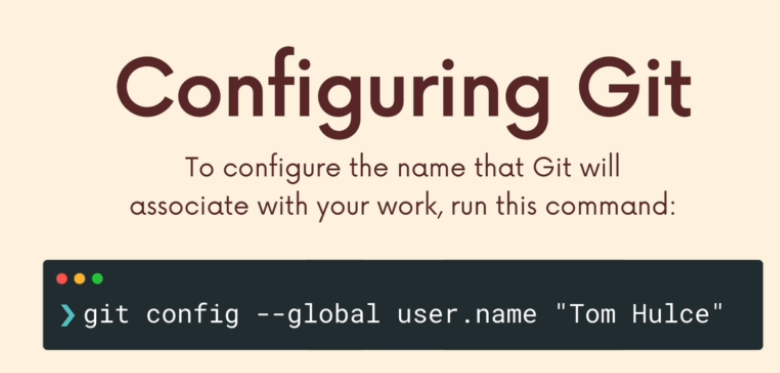 Configuring Git
To configure the name that Git will
associate with your work, run this command:
❯ git config --global user.name "Tom Hulce"